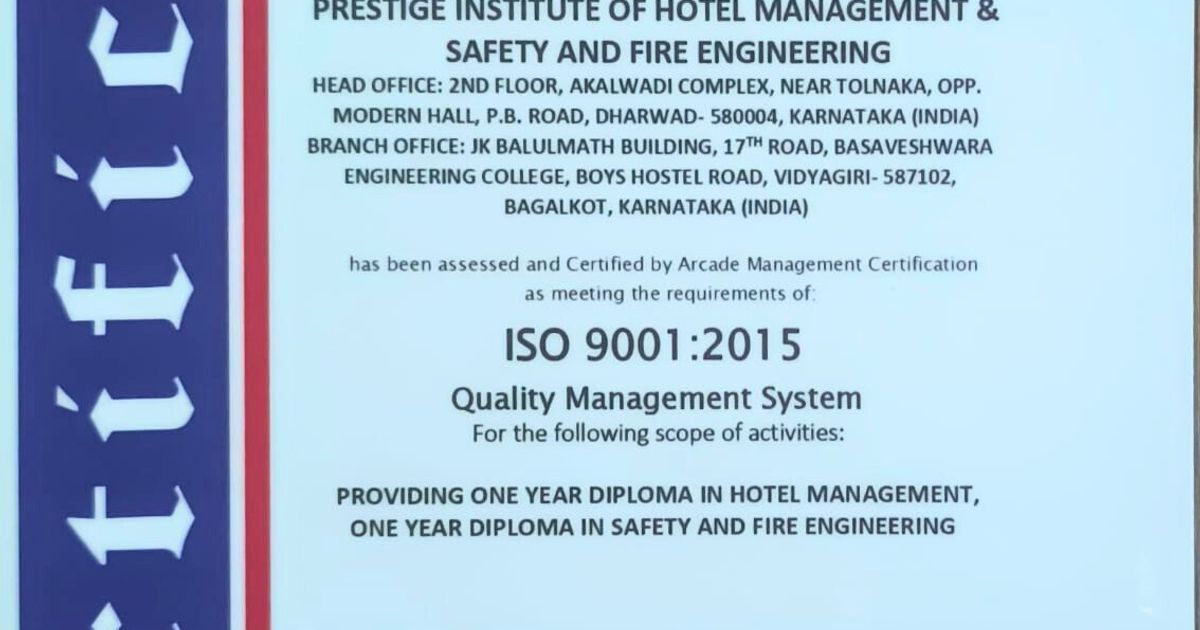 PRESTIGE INSTITUTE OF HOTEL MANAGEMENT &
SAFETY AND FIRE ENGINEERING
HEAD OFFICE: 2ND FLOOR, AKALWADI COMPLEX, NEAR TOLNAKA, OPP.
MODERN HALL, P.B. ROAD, DHARWAD- 580004, KARNATAKA (INDIA)
BRANCH OFFICE: JK BALULMATH BUILDING, 17TH ROAD, BASAVESHWARA
ENGINEERING COLLEGE, BOYS HOSTEL ROAD, VIDYAGIRI- 587102,
BAGALKOT, KARNATAKA (INDIA)
has been assessed and Certified by Arcade Management Certification
as meeting the requirements of:
ISO 9001:2015
Quality Management System
For the following scope of activities:
PROVIDING ONE YEAR DIPLOMA IN HOTEL MANAGEMENT,
ONE YEAR DIPLOMA IN SAFETY AND FIRE ENGINEERING